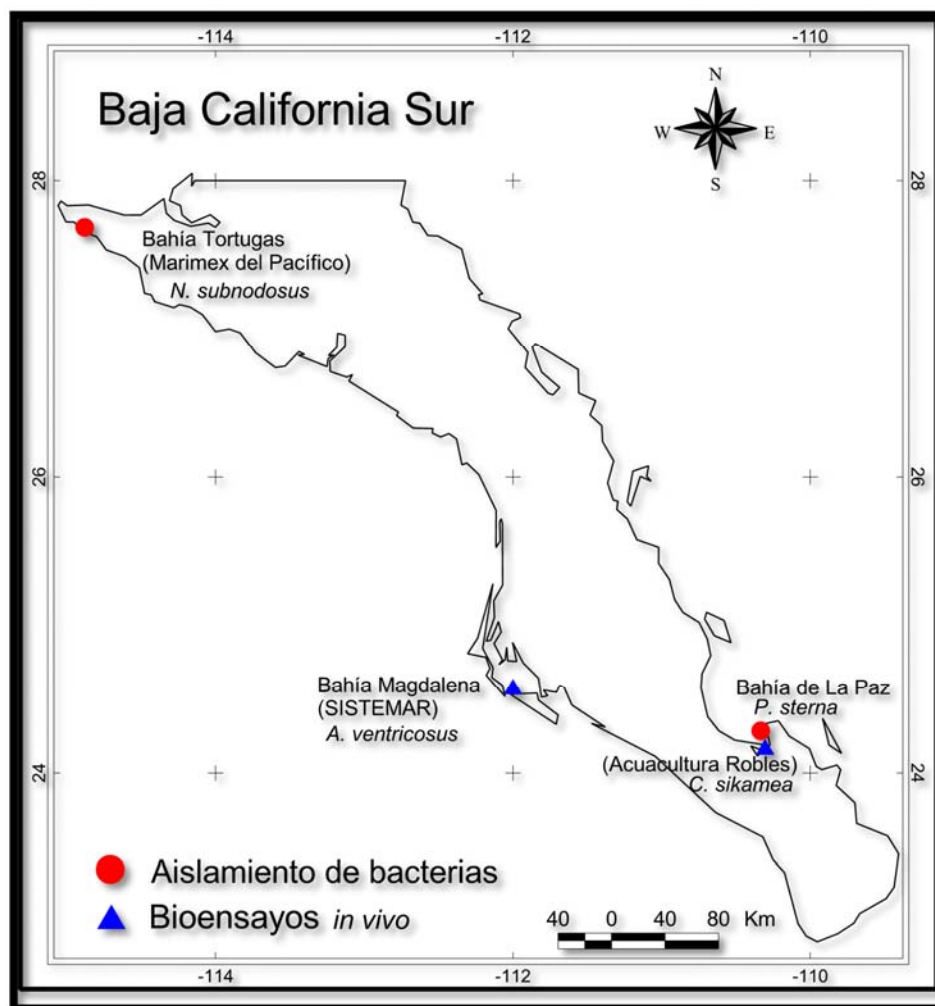 -114 -112 -110
Baja California Sur
N
W E
S
28 28
Bahía Tortugas
(Marimex del Pacífico)
N. subnodosus
26 26
Bahía Magdalena
(SISTEMAR)
A. ventricosus
Bahía de La Paz
P. sterna
(Acuacultura Robles)
C. sikamea
24 24
Aislamiento de bacterias
Bioensayos in vivo
40 0 40 80 Km
-114 -112 -110